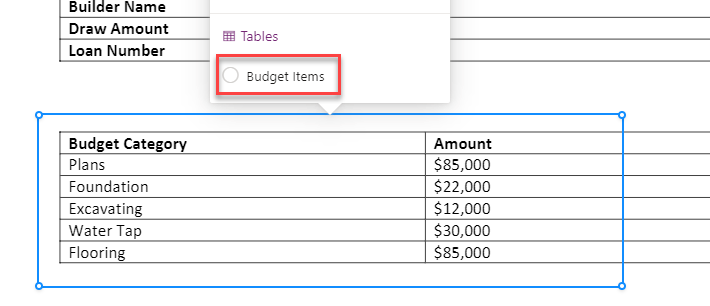 Builder Name
Draw Amount
Loan Number
Tables
Budget Items
Budget Category Amount
Plans $85,000
Foundation $22,000
Excavating $12,000
Water Tap $30,000
Flooring $85,000